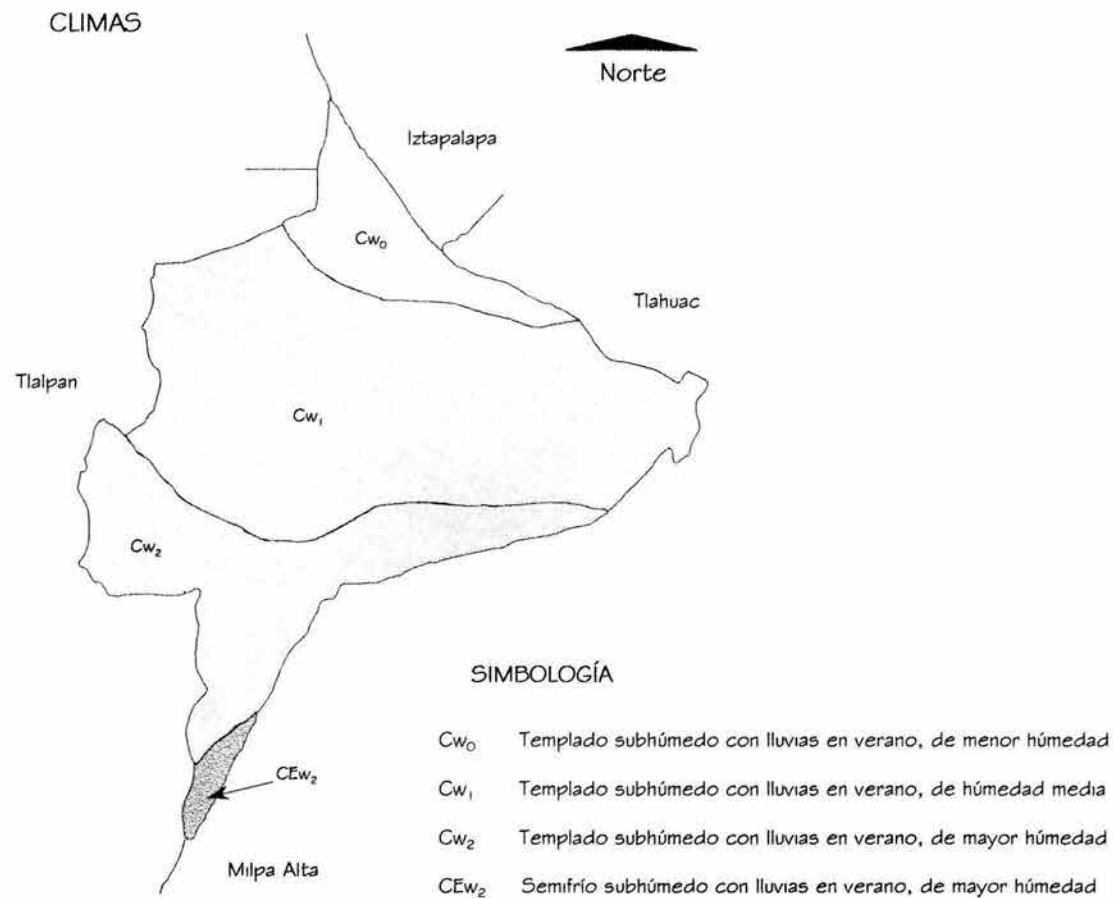 CLIMAS
Norte
Iztapalapa
Cw₀
Tlahuac
Tlalpan
Cw₁
Cw₂
SIMBOLOGÍA
Cw₀ Templado subhúmedo con lluvias en verano, de menor húmedad
CEw₂
Cw₁ Templado subhúmedo con lluvias en verano, de húmedad media
Cw₂ Templado subhúmedo con lluvias en verano, de mayor húmedad
Milpa Alta
CEw₂ Semifrío subhúmedo con lluvias en verano, de mayor húmedad